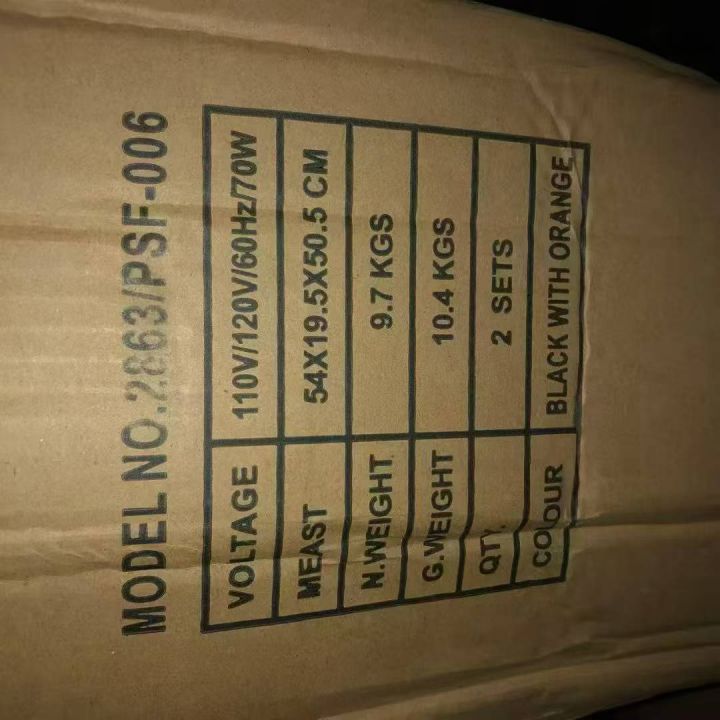 MODEL NO.2863/PSF-006
VOLTAGE 110V/120V/60Hz/70W
MEAST 54X19.5X50.5 CM
N.WEIGHT 9.7 KGS
G.WEIGHT 10.4 KGS
QTY. 2 SETS
COLOUR BLACK WITH ORANGE